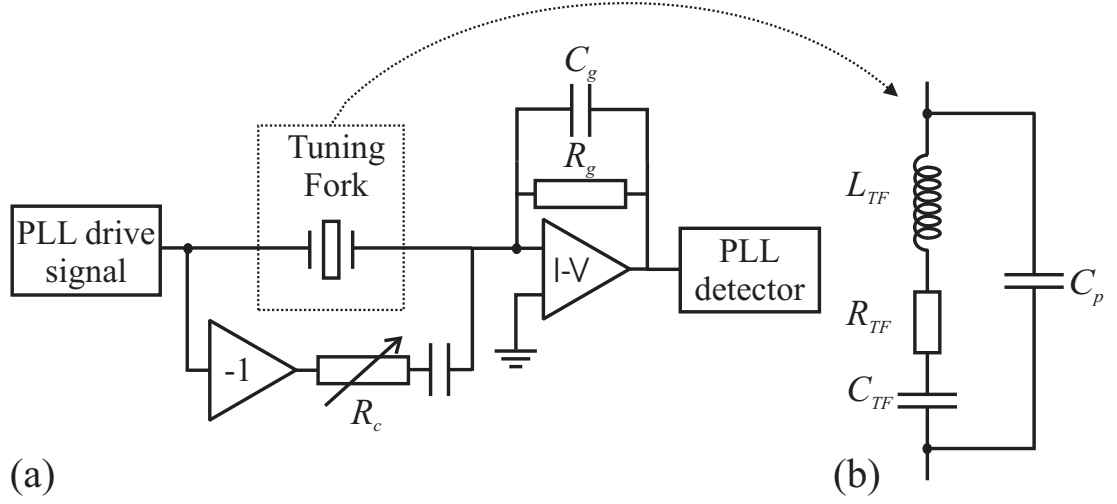 C_g
Tuning
Fork
R_g
PLL drive
signal
I-V
PLL
detector
-1
R_c
(a)
L_TF
R_TF
C_TF
C_p
(b)